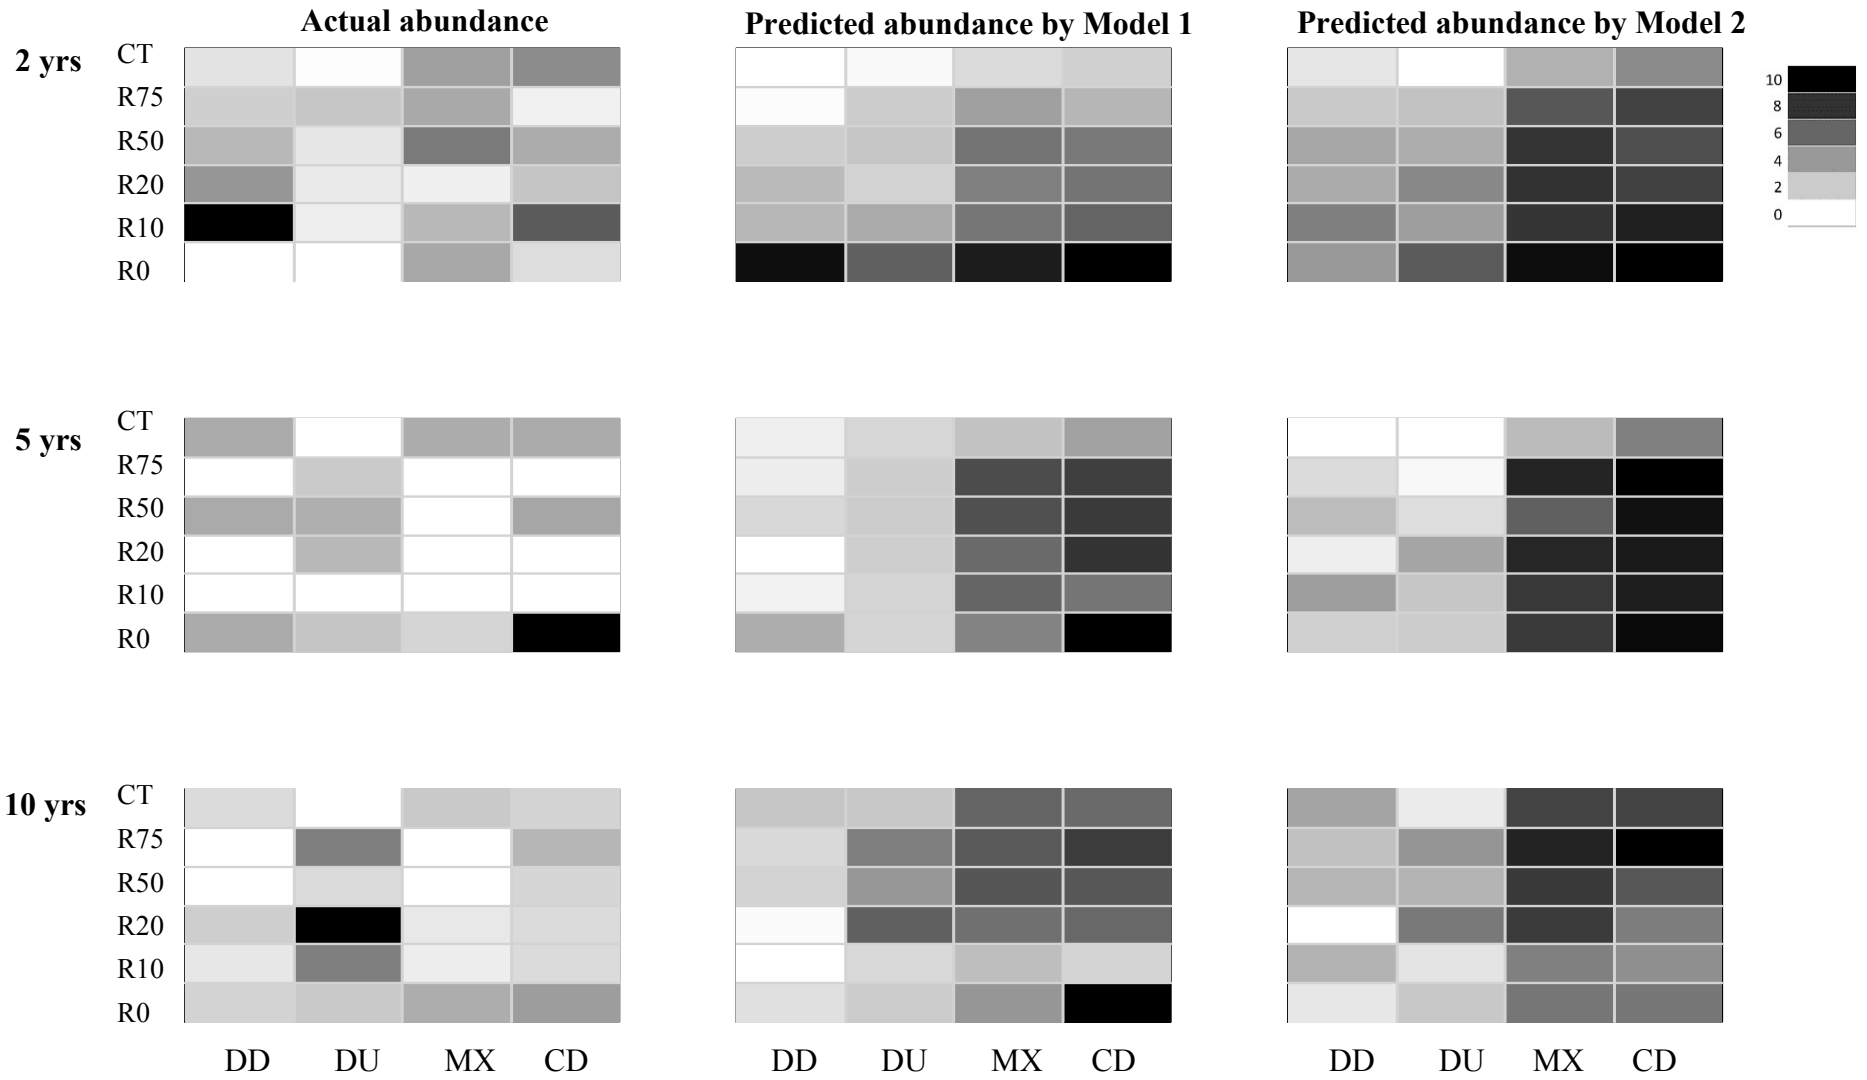 Actual abundance
Predicted abundance by Model 1
Predicted abundance by Model 2
2 yrs
CT
R75
R50
R20
R10
R0
10
8
6
4
2
0
5 yrs
CT
R75
R50
R20
R10
R0
10 yrs
CT
R75
R50
R20
R10
R0
DD DU MX CD
DD DU MX CD
DD DU MX CD